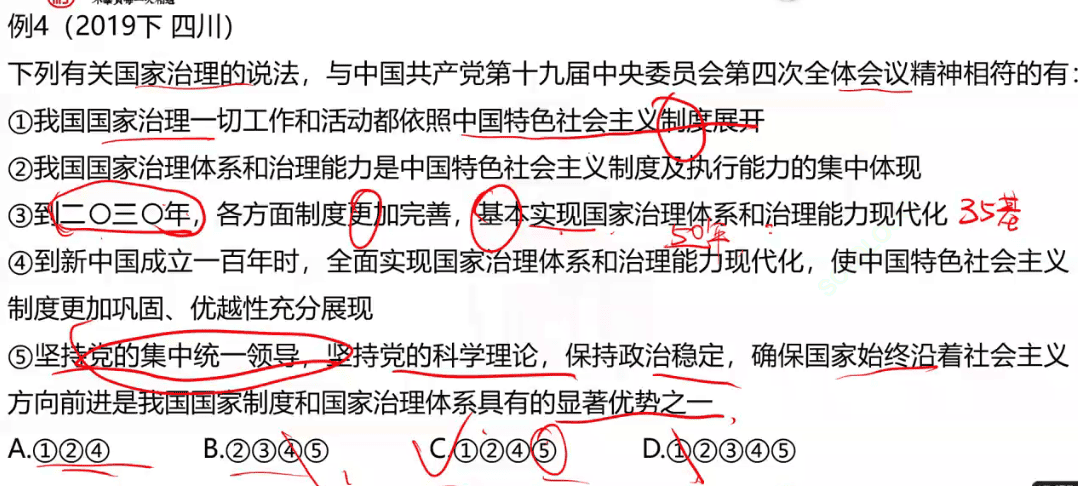 例4（2019下 四川）
下列有关国家治理的说法，与中国共产党第十九届中央委员会第四次全体会议精神相符的有：
①我国国家治理一切工作和活动都依照中国特色社会主义制度展开
②我国国家治理体系和治理能力是中国特色社会主义制度及执行能力的集中体现
③到二〇三〇年，各方面制度更加完善，基本实现国家治理体系和治理能力现代化 35基
50年
④到新中国成立一百年时，全面实现国家治理体系和治理能力现代化，使中国特色社会主义
制度更加巩固、优越性充分展现
⑤坚持党的集中统一领导，坚持党的科学理论，保持政治稳定，确保国家始终沿着社会主义
方向前进是我国国家制度和国家治理体系具有的显著优势之一
A.①②④ B.②③④⑤ C.①②④⑤ D.①②③④⑤